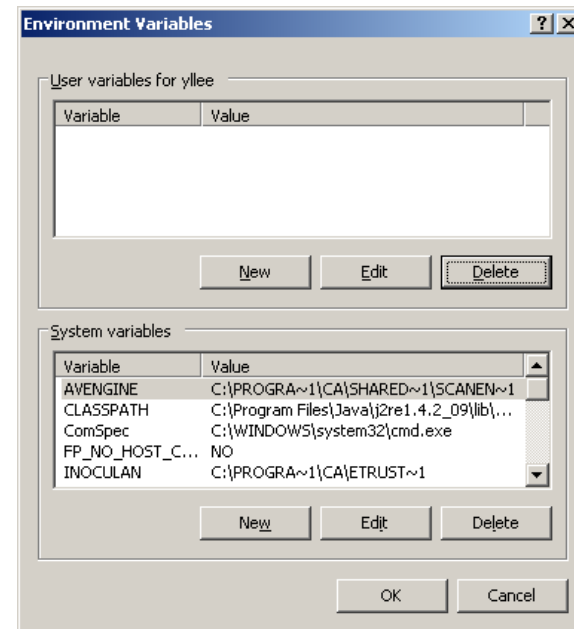 Environment Variables
User variables for yllee
Variable Value
New Edit Delete
System variables
Variable Value
AVENGINE C:\PROGRA~1\CA\SHARED~1\SCANEN~1
CLASSPATH C:\Program Files\Java\j2re1.4.2_09\lib\...
ComSpec C:\WINDOWS\system32\cmd.exe
FP_NO_HOST_C... NO
INOCULAN C:\PROGRA~1\CA\ETRUST~1
New Edit Delete
OK Cancel